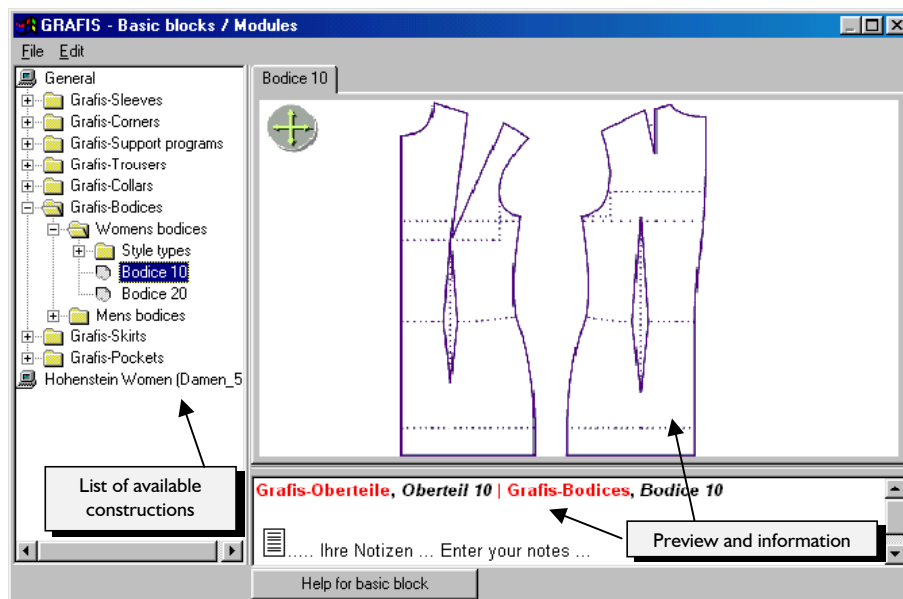 GRAFIS - Basic blocks / Modules
File Edit
General
Grafis-Sleeves
Grafis-Corners
Grafis-Support programs
Grafis-Trousers
Grafis-Collars
Grafis-Bodices
Womens bodices
Style types
Bodice 10
Bodice 20
Mens bodices
Grafis-Skirts
Grafis-Pockets
Hohenstein Women (Damen_5
List of available
constructions
Bodice 10
Grafis-Oberteile, Oberteil 10 | Grafis-Bodices, Bodice 10
..... Ihre Notizen ... Enter your notes ...
Preview and information
Help for basic block